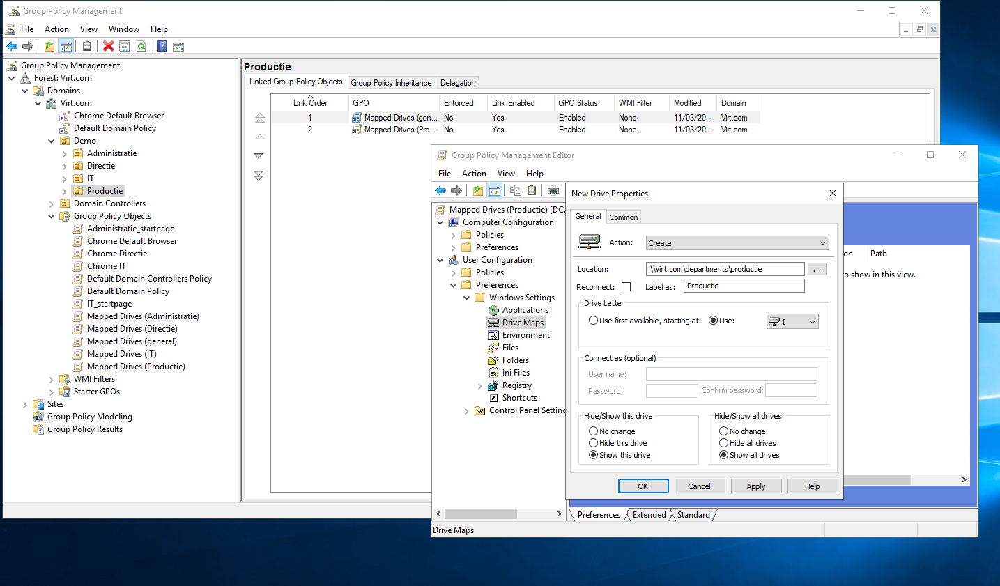 Group Policy Management
File Action View Window Help
Group Policy Management
Forest: Virt.com
Domains
Virt.com
Chrome Default Browser
Default Domain Policy
Demo
Administratie
Directie
IT
Productie
Domain Controllers
Group Policy Objects
Administratie_startpage
Chrome Default Browser
Chrome Directie
Chrome IT
Default Domain Controllers Policy
Default Domain Policy
IT_startpage
Mapped Drives (Administratie)
Mapped Drives (Directie)
Mapped Drives (general)
Mapped Drives (IT)
Mapped Drives (Productie)
WMI Filters
Starter GPOs
Sites
Group Policy Modeling
Group Policy Results
Productie
Linked Group Policy Objects Group Policy Inheritance Delegation
Link Order GPO Enforced Link Enabled GPO Status WMI Filter Modified Domain
1 Mapped Drives (gen... No Yes Enabled None 11/03/20... Virt.com
2 Mapped Drives (Pro... No Yes Enabled None 11/03/20... Virt.com
Group Policy Management Editor
File Action View Help
Mapped Drives (Productie) [DC
Computer Configuration
Policies
Preferences
User Configuration
Policies
Preferences
Windows Settings
Applications
Drive Maps
Environment
Files
Folders
Ini Files
Registry
Shortcuts
Control Panel Setting
on Path
o show in this view.
Preferences Extended Standard
Drive Maps
New Drive Properties
General Common
Action: Create
Location: \\Virt.com\departments\productie ...
Reconnect: Label as: Productie
Drive Letter
Use first available, starting at: Use: I
Connect as (optional)
User name:
Password: Confirm password:
Hide/Show this drive Hide/Show all drives
No change No change
Hide this drive Hide all drives
Show this drive Show all drives
OK Cancel Apply Help